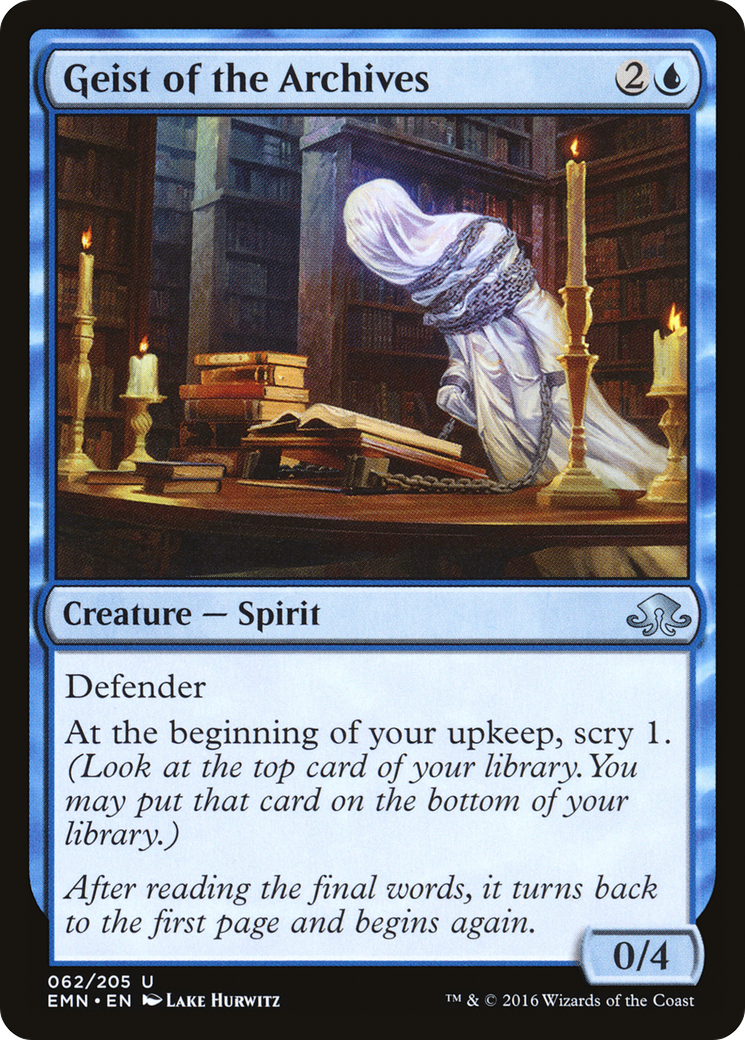 Geist of the Archives 2
Creature — Spirit
Defender
At the beginning of your upkeep, scry 1.
(Look at the top card of your library. You
may put that card on the bottom of your
library.)
After reading the final words, it turns back
to the first page and begins again.
0/4
062/205 U
EMN • EN Lake Hurwitz
™ & © 2016 Wizards of the Coast